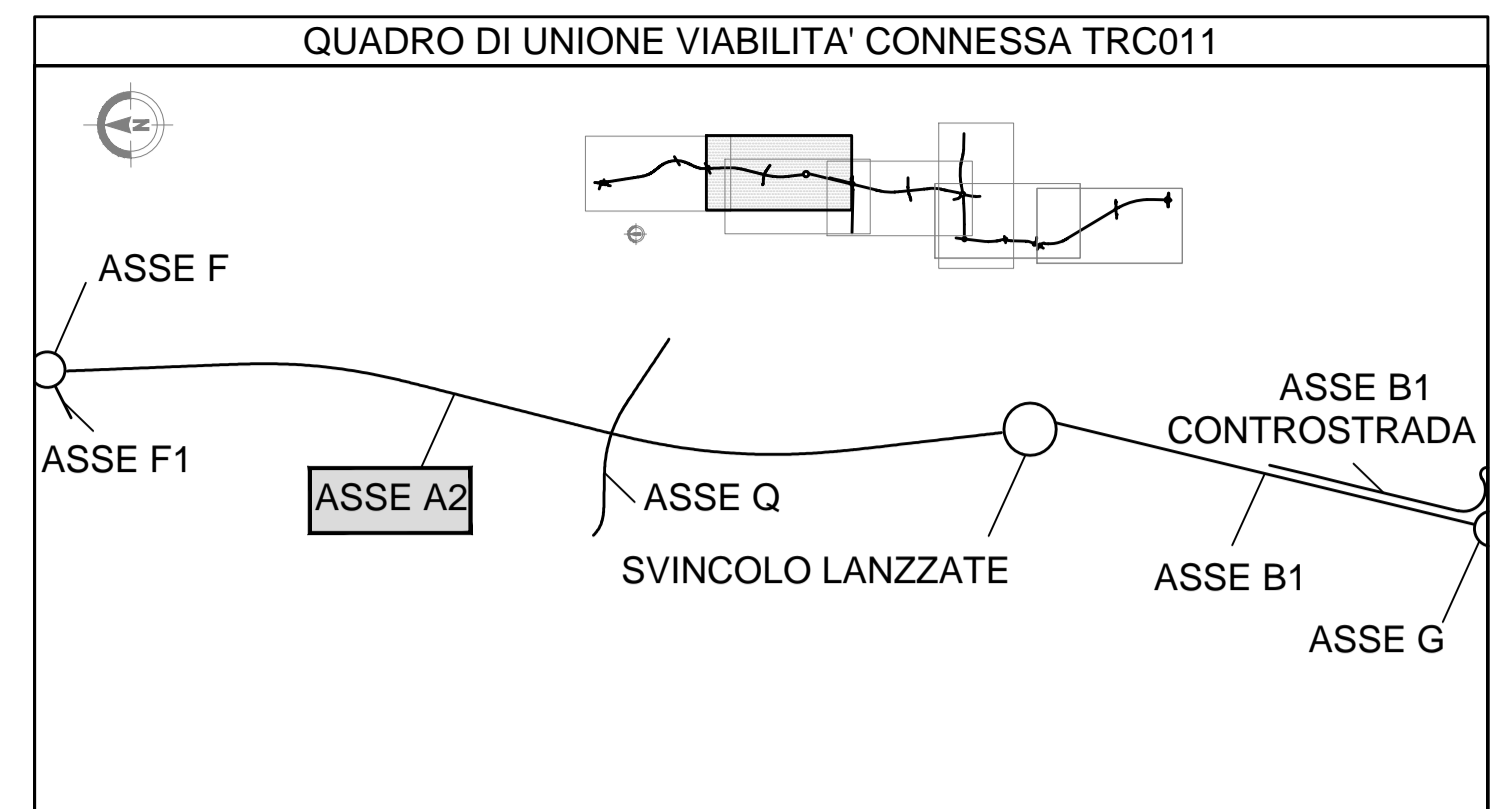 QUADRO DI UNIONE VIABILITA' CONNESSA TRC011
N
ASSE F
ASSE B1
CONTROSTRADA
ASSE F1
ASSE A2
ASSE Q
SVINCOLO LANZZATE
ASSE B1
ASSE G